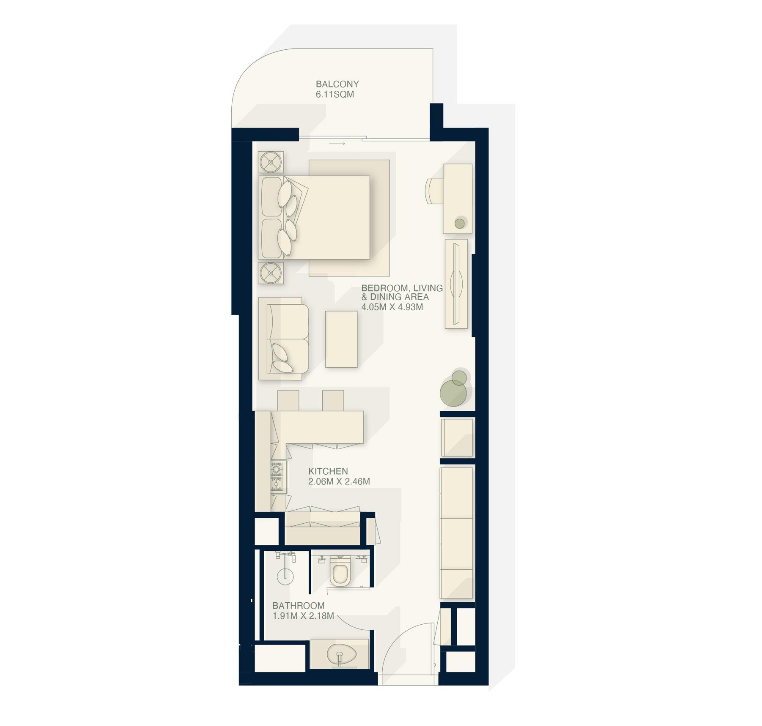 BALCONY
6.11SQM
BEDROOM, LIVING
& DINING AREA
4.05M X 4.93M
KITCHEN
2.06M X 2.46M
BATHROOM
1.91M X 2.18M